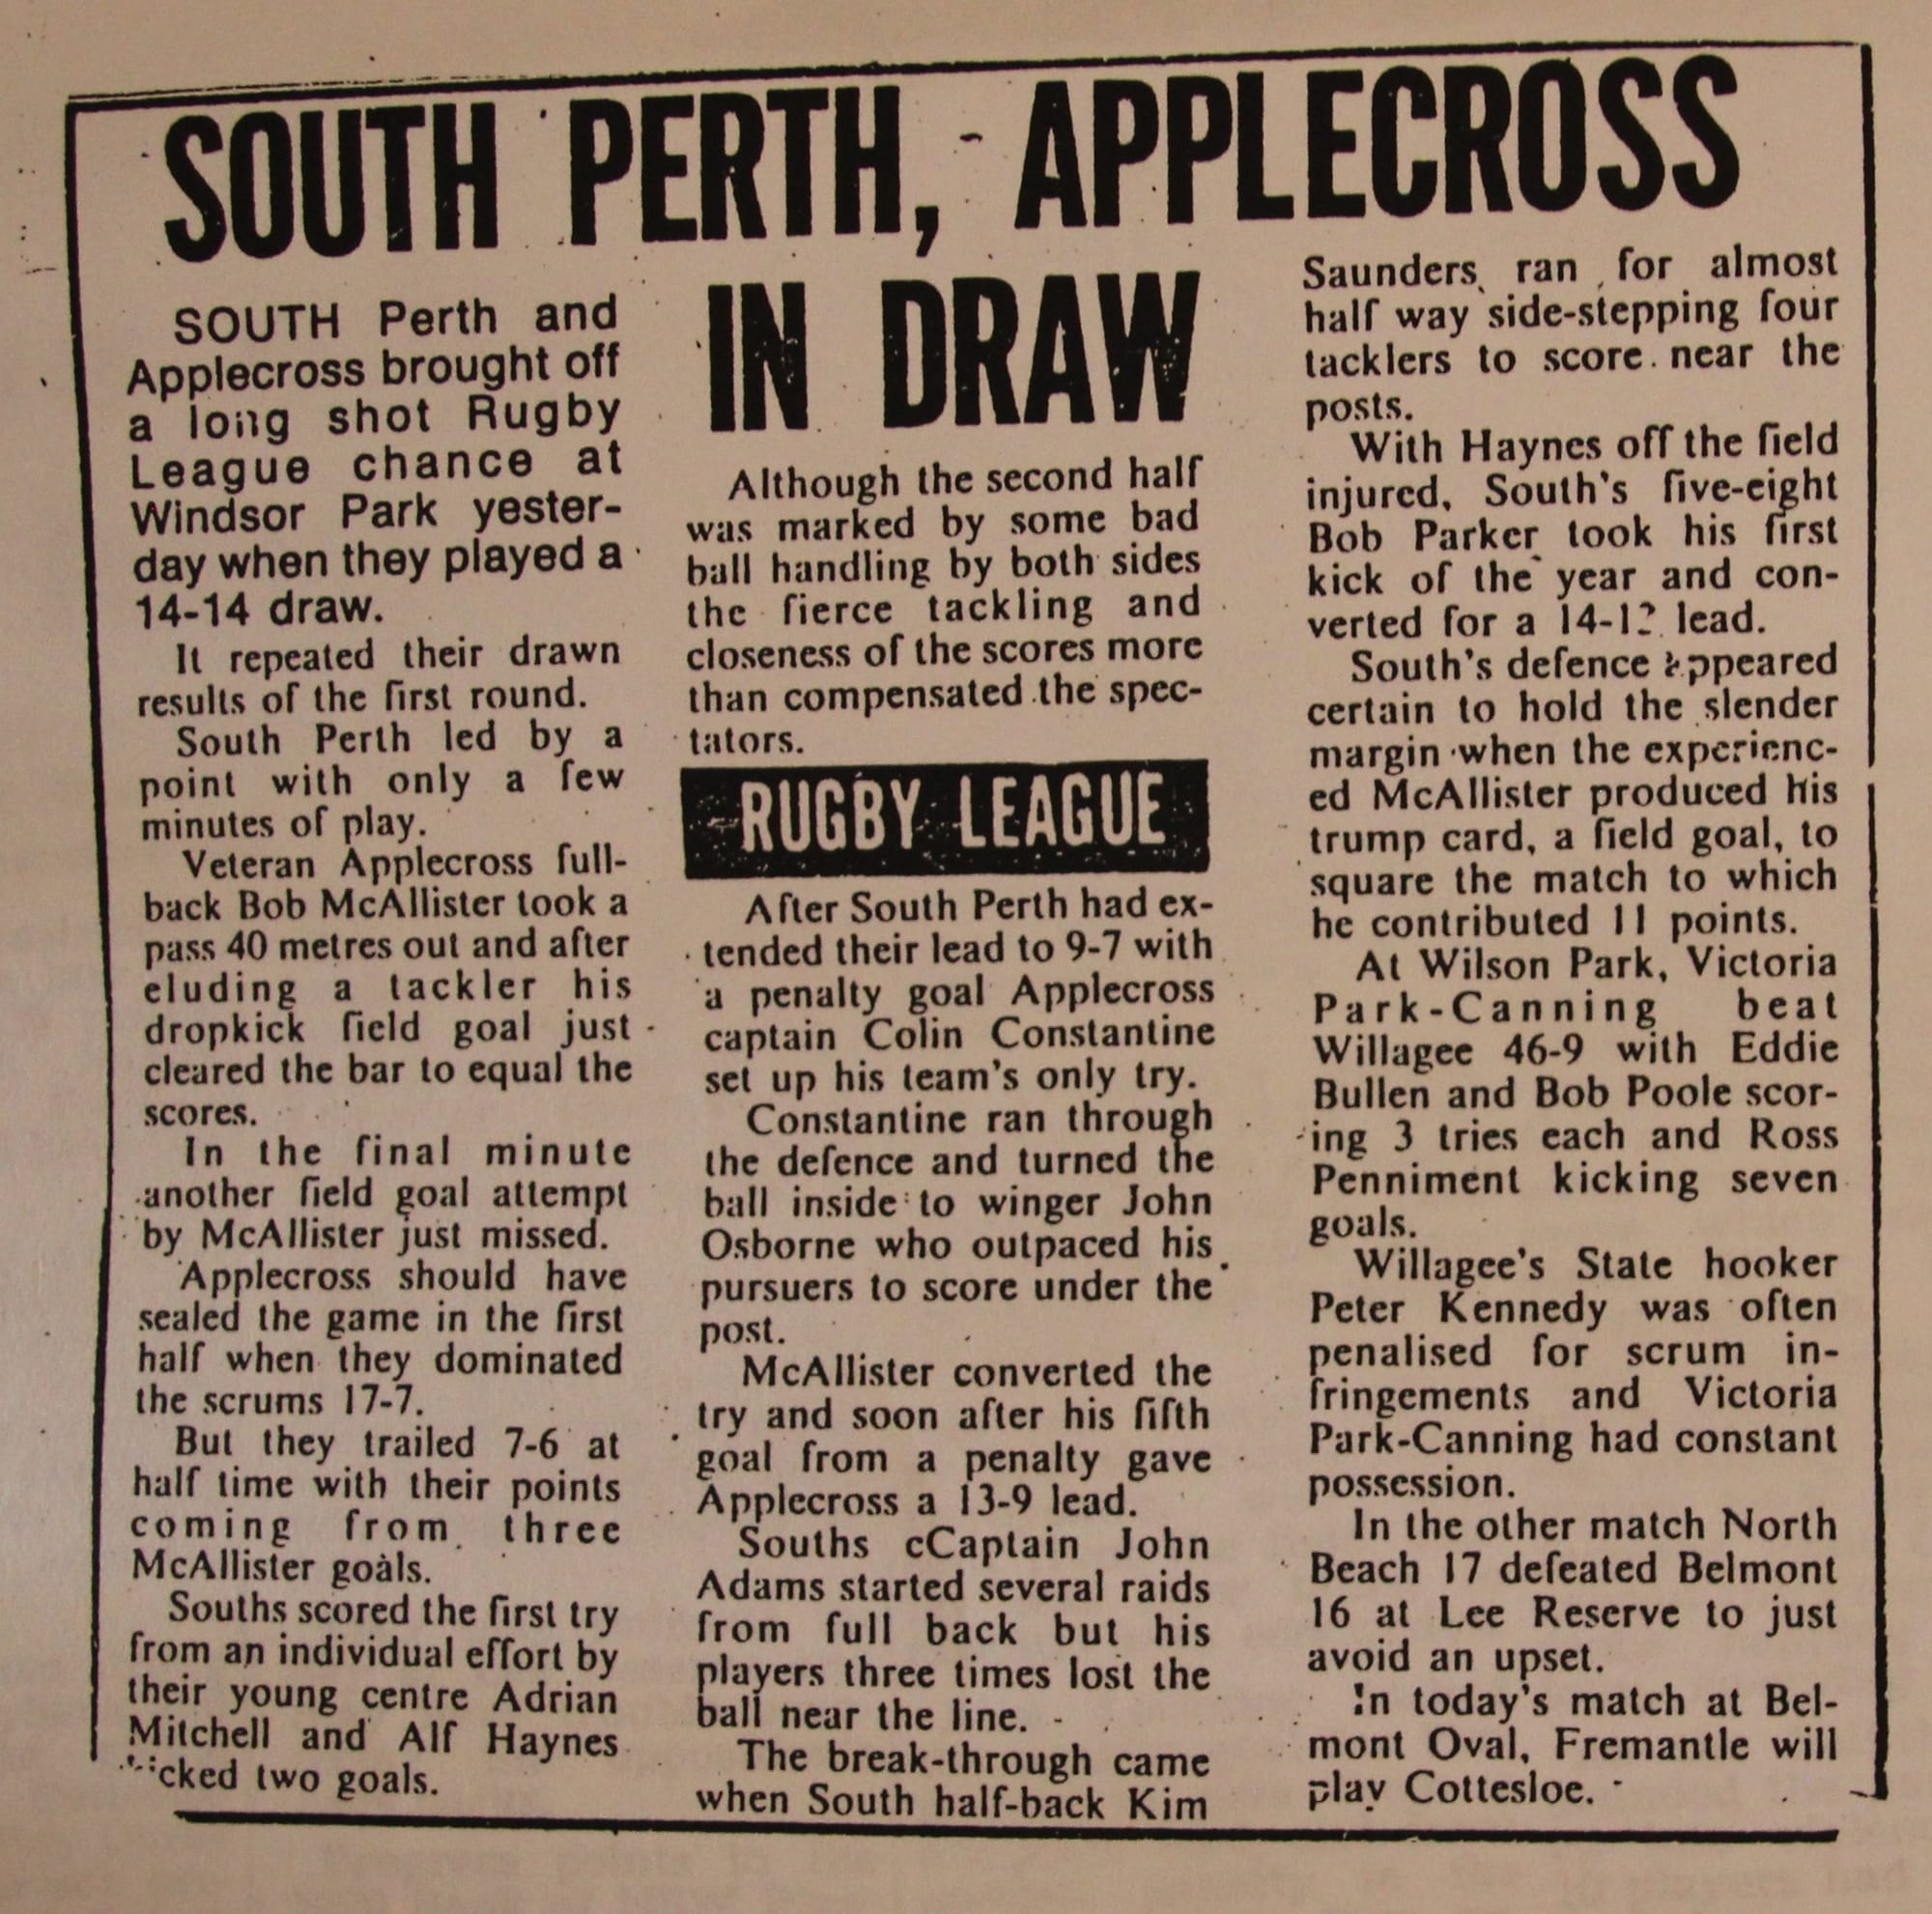 SOUTH PERTH, APPLECROSS
IN DRAW
SOUTH Perth and
Applecross brought off
a long shot Rugby
League chance at
Windsor Park yester-
day when they played a
14-14 draw.
It repeated their drawn
results of the first round.
South Perth led by a
point with only a few
minutes of play.
Veteran Applecross full-
back Bob McAllister took a
pass 40 metres out and after
eluding a tackler his
dropkick field goal just
cleared the bar to equal the
scores.
In the final minute
another field goal attempt
by McAllister just missed.
Applecross should have
sealed the game in the first
half when they dominated
the scrums 17-7.
But they trailed 7-6 at
half time with their points
coming from three
McAllister goals.
Souths scored the first try
from an individual effort by
their young centre Adrian
Mitchell and Alf Haynes
two goals.
Although the second half
was marked by some bad
ball handling by both sides
the fierce tackling and
closeness of the scores more
than compensated the spec-
tators.
RUGBY LEAGUE
After South Perth had ex-
tended their lead to 9-7 with
a penalty goal Applecross
captain Colin Constantine
set up his team's only try.
Constantine ran through
the defence and turned the
ball inside to winger John
Osborne who outpaced his
pursuers to score under the
post.
McAllister converted the
try and soon after his fifth
goal from a penalty gave
Applecross a 13-9 lead.
Souths cCaptain John
Adams started several raids
from full back but his
players three times lost the
ball near the line.
The break-through came
when South half-back Kim
Saunders ran for almost
half way side-stepping four
tacklers to score near the
posts.
With Haynes off the field
injured, South's five-eight
Bob Parker took his first
kick of the year and con-
verted for a lead.
South's defence appeared
certain to hold the slender
margin when the experienc-
ed McAllister produced his
trump card, a field goal, to
square the match to which
he contributed 11 points.
At Wilson Park, Victoria
Park-Canning beat
Willagee 46-9 with Eddie
Bullen and Bob Poole scor-
ing 3 tries each and Ross
Penniment kicking seven
goals.
Willagee's State hooker
Peter Kennedy was often
penalised for scrum in-
fringements and Victoria
Park-Canning had constant
possession.
In the other match North
Beach 17 defeated Belmont
16 at Lee Reserve to just
avoid an upset.
In today's match at Bel-
mont Oval, Fremantle will
play Cottesloe.